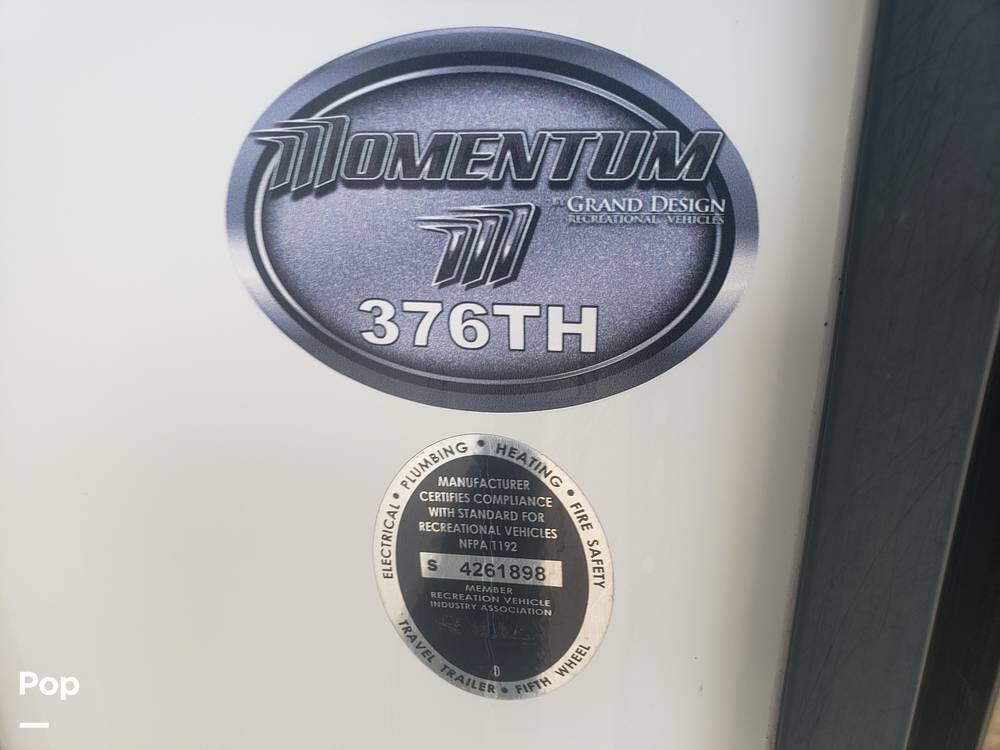 MOMENTUM
BY GRAND DESIGN
RECREATIONAL VEHICLES
376TH
ELECTRICAL • PLUMBING • HEATING • FIRE SAFETY
MANUFACTURER
CERTIFIES COMPLIANCE
WITH STANDARD FOR
RECREATIONAL VEHICLES
NFPA 1192
S 4261898
MEMBER
RECREATION VEHICLE
INDUSTRY ASSOCIATION
TRAVEL TRAILER • FIFTH WHEEL
Pop